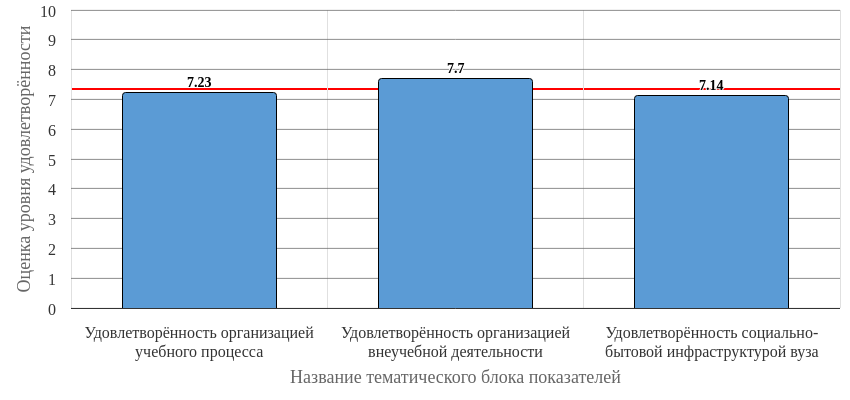 Оценка уровня удовлетворённости
10
9
8
7
6
5
4
3
2
1
0
7.23
7.7
7.14
Удовлетворённость организацией
учебного процесса
Удовлетворённость организацией
внеучебной деятельности
Удовлетворённость социально-
бытовой инфраструктурой вуза
Название тематического блока показателей